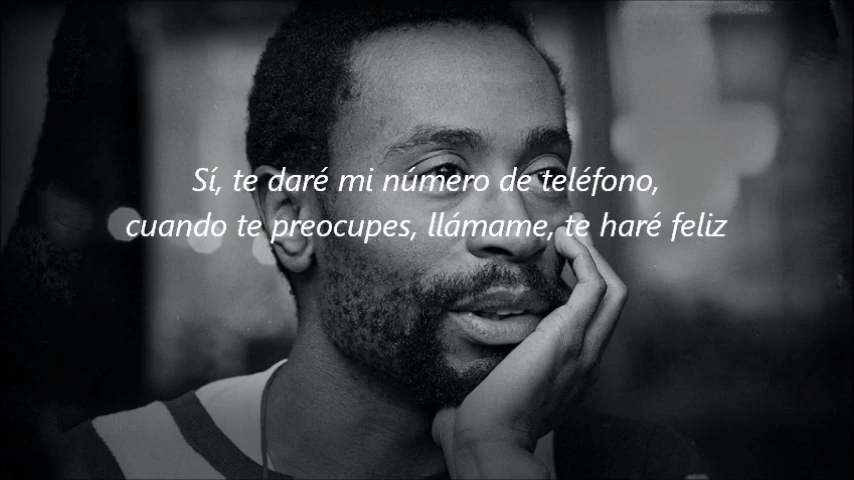 Sí, te daré mi número de teléfono,
cuando te preocupes, llámame, te haré feliz